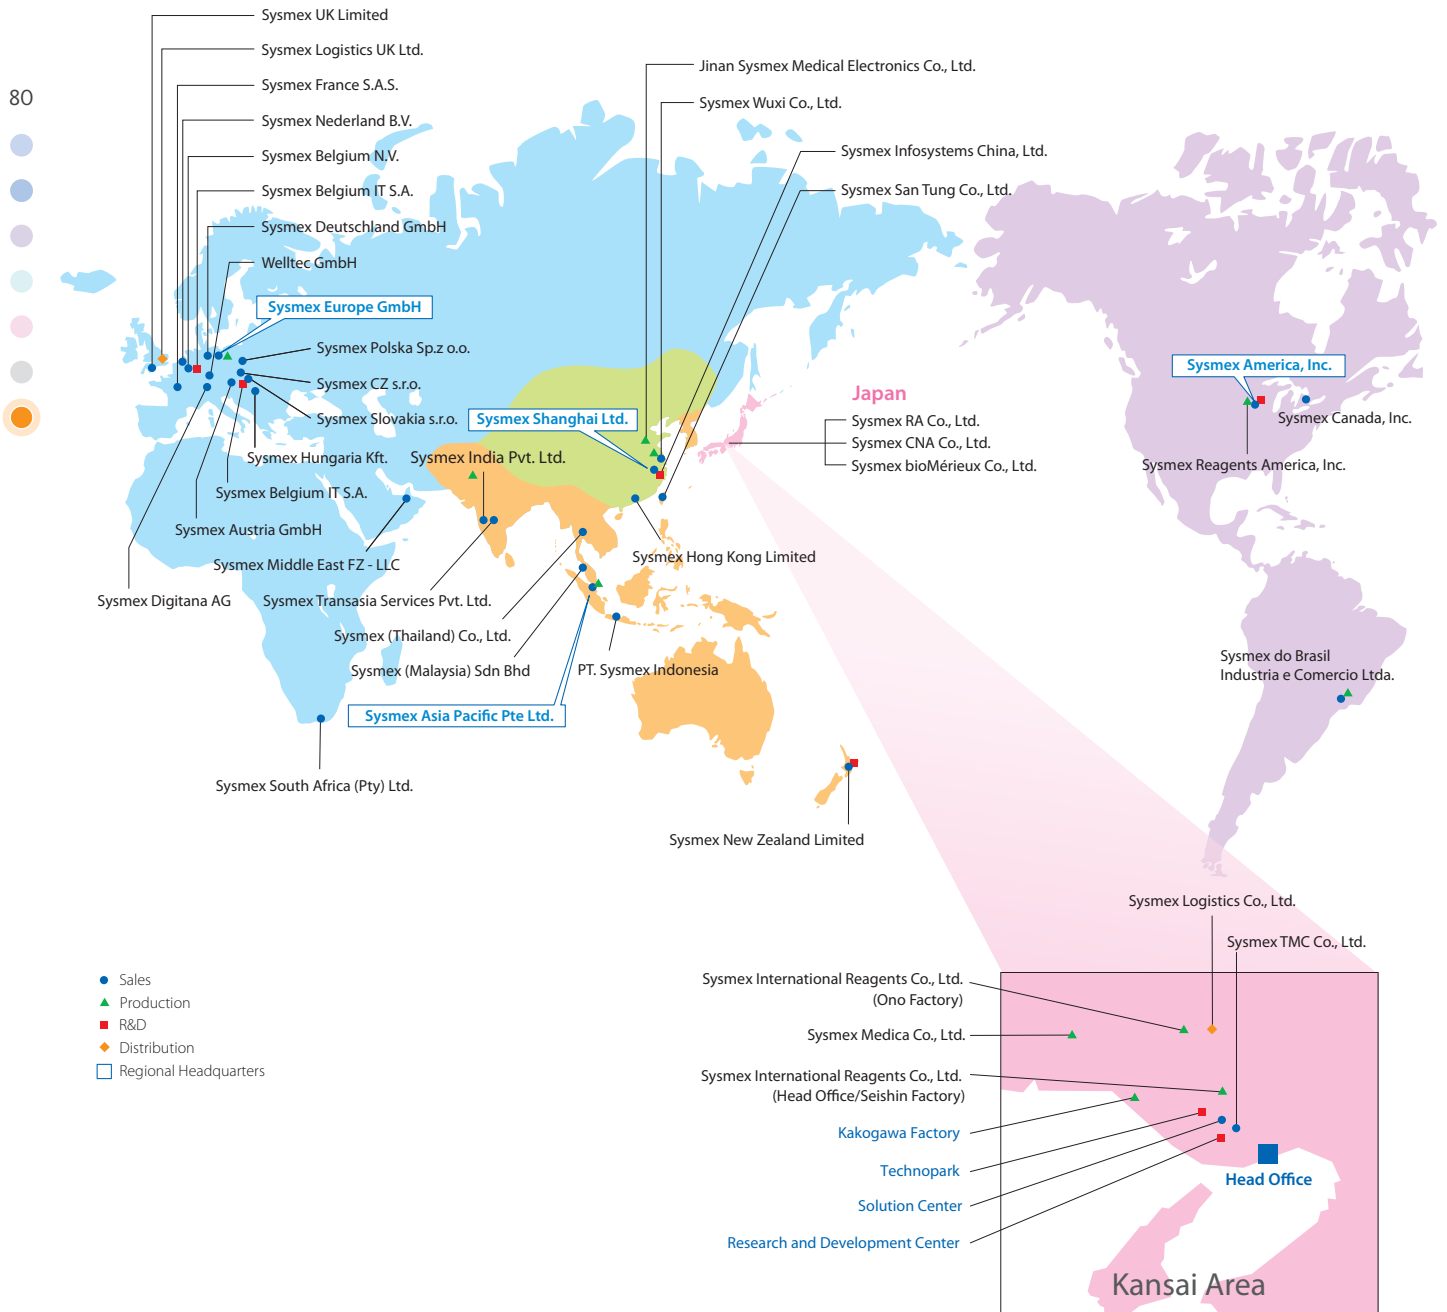 80
Sysmex UK Limited
Sysmex Logistics UK Ltd.
Sysmex France S.A.S.
Sysmex Nederland B.V.
Sysmex Belgium N.V.
Sysmex Belgium IT S.A.
Sysmex Deutschland GmbH
Welltec GmbH
Sysmex Europe GmbH
Sysmex Polska Sp.z o.o.
Sysmex CZ s.r.o.
Sysmex Slovakia s.r.o.
Sysmex Hungaria Kft.
Sysmex Belgium IT S.A.
Sysmex Austria GmbH
Sysmex Middle East FZ - LLC
Sysmex Digitana AG
Sysmex South Africa (Pty) Ltd.
Jinan Sysmex Medical Electronics Co., Ltd.
Sysmex Wuxi Co., Ltd.
Sysmex Infosystems China, Ltd.
Sysmex San Tung Co., Ltd.
Sysmex Shanghai Ltd.
Sysmex India Pvt. Ltd.
Sysmex Hong Kong Limited
Sysmex Transasia Services Pvt. Ltd.
Sysmex (Thailand) Co., Ltd.
Sysmex (Malaysia) Sdn Bhd
PT. Sysmex Indonesia
Sysmex Asia Pacific Pte Ltd.
Sysmex New Zealand Limited
Japan
Sysmex RA Co., Ltd.
Sysmex CNA Co., Ltd.
Sysmex bioMérieux Co., Ltd.
Sysmex America, Inc.
Sysmex Canada, Inc.
Sysmex Reagents America, Inc.
Sysmex do Brasil
Industria e Comercio Ltda.
Sales
Production
R&D
Distribution
Regional Headquarters
Sysmex Logistics Co., Ltd.
Sysmex TMC Co., Ltd.
Sysmex International Reagents Co., Ltd.
(Ono Factory)
Sysmex Medica Co., Ltd.
Sysmex International Reagents Co., Ltd.
(Head Office/Seishin Factory)
Kakogawa Factory
Technopark
Solution Center
Research and Development Center
Head Office
Kansai Area